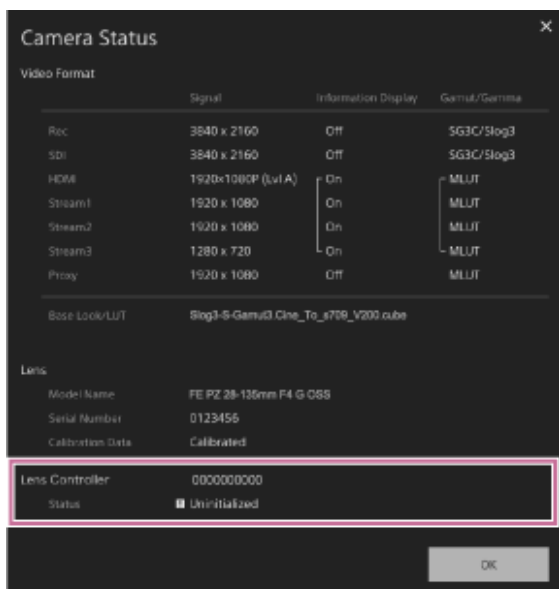 Camera Status
Video Format
Signal Information Display Gamut/Gamma
Rec 3840 x 2160 Off SG3C/Slog3
SDI 3840 x 2160 Off SG3C/Slog3
HDMI 1920×1080P (Lvl A) On MLUT
Stream1 1920 x 1080 On MLUT
Stream2 1920 x 1080 On MLUT
Stream3 1280 x 720 On MLUT
Proxy 1920 x 1080 Off MLUT
Base Look/LUT Slog3-S-Gamut3.Cine_To_s709_V200.cube
Lens
Model Name FE PZ 28-135mm F4 G OSS
Serial Number 0123456
Calibration Data Calibrated
Lens Controller 0000000000
Status Uninitialized
OK